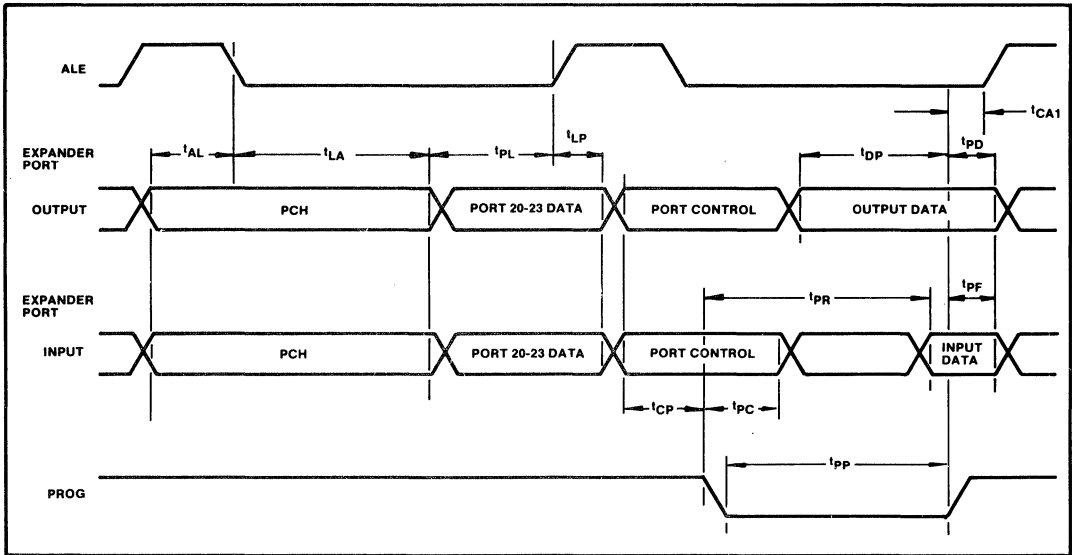 ALE
tCA1
EXPANDER
PORT
tAL
tLA
tPL
tLP
tDP
tPD
OUTPUT
PCH
PORT 20-23 DATA
PORT CONTROL
OUTPUT DATA
EXPANDER
PORT
tPR
tPF
INPUT
PCH
PORT 20-23 DATA
PORT CONTROL
INPUT
DATA
tCP
tPC
tPP
PROG